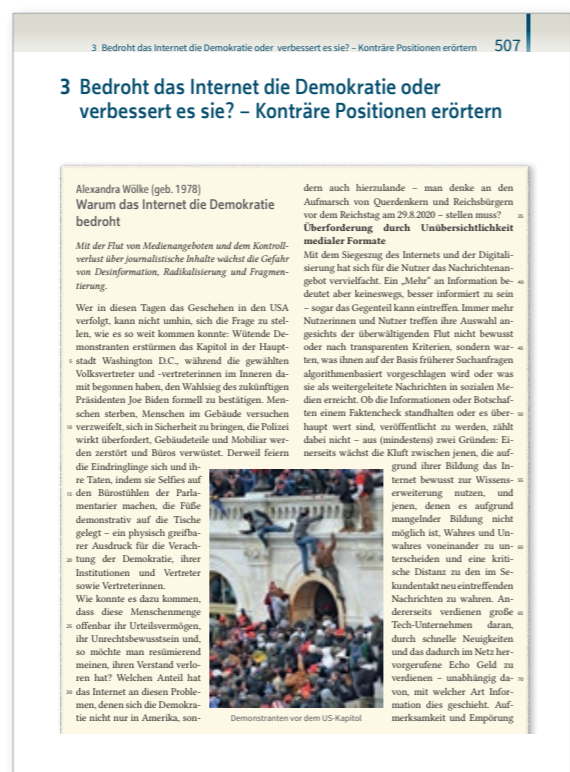 3 Bedroht das Internet die Demokratie oder verbessert es sie? – Konträre Positionen erörtern 507
3 Bedroht das Internet die Demokratie oder
verbessert es sie? – Konträre Positionen erörtern
Alexandra Wölke (geb. 1978)
Warum das Internet die Demokratie
bedroht
Mit der Flut von Medienangeboten und dem Kontroll-
verlust über journalistische Inhalte wächst die Gefahr
von Desinformation, Radikalisierung und Fragmen-
tierung.
Wer in diesen Tagen das Geschehen in den USA
verfolgt, kann nicht umhin, sich die Frage zu stel-
len, wie es so weit kommen konnte: Wütende De-
monstranten erstürmen das Kapitol in der Haupt-
5 stadt Washington D.C., während die gewählten
Volksvertreter und -vertreterinnen im Inneren da-
mit begonnen haben, den Wahlsieg des zukünftigen
Präsidenten Joe Biden formell zu bestätigen. Men-
schen sterben, Menschen im Gebäude versuchen
10 verzweifelt, sich in Sicherheit zu bringen, die Polizei
wirkt überfordert, Gebäudeteile und Mobiliar wer-
den zerstört und Büros verwüstet. Derweil feiern
die Eindringlinge sich und ih-
re Taten, indem sie Selfies auf
15 den Bürostühlen der Parla-
mentarier machen, die Füße
demonstrativ auf die Tische
gelegt – ein physisch greifba-
rer Ausdruck für die Verach-
20 tung der Demokratie, ihrer
Institutionen und Vertreter
sowie Vertreterinnen.
Wie konnte es dazu kommen,
dass diese Menschenmenge
25 offenbar ihr Urteilsvermögen,
ihr Unrechtsbewusstsein und,
so möchte man resümierend
meinen, ihren Verstand verlo-
ren hat? Welchen Anteil hat
30 das Internet an diesen Proble-
men, denen sich die Demokra-
tie nicht nur in Amerika, son-
dern auch hierzulande – man denke an den
Aufmarsch von Querdenkern und Reichsbürgern
vor dem Reichstag am 29.8.2020 – stellen muss? 35
Überforderung durch Unübersichtlichkeit
medialer Formate
Mit dem Siegeszug des Internets und der Digitali-
sierung hat sich für die Nutzer das Nachrichtenan-
gebot vervielfacht. Ein „Mehr“ an Information be- 40
deutet aber keineswegs, besser informiert zu sein
– sogar das Gegenteil kann eintreffen. Immer mehr
Nutzerinnen und Nutzer treffen ihre Auswahl an-
gesichts der überwältigenden Flut nicht bewusst
oder nach transparenten Kriterien, sondern war- 45
ten, was ihnen auf der Basis früherer Suchanfragen
algorithmenbasiert vorgeschlagen wird oder was
sie als weitergeleitete Nachrichten in sozialen Me-
dien erreicht. Ob die Informationen oder Botschaf-
ten einem Faktencheck standhalten oder es über- 50
haupt wert sind, veröffentlicht zu werden, zählt
dabei nicht – aus (mindestens) zwei Gründen: Ei-
nerseits wächst die Kluft zwischen jenen, die auf-
grund ihrer Bildung das In-
ternet bewusst zur Wissens- 55
erweiterung nutzen, und
jenen, denen es aufgrund
mangelnder Bildung nicht
möglich ist, Wahres und Un-
wahres voneinander zu un- 60
terscheiden und eine kriti-
sche Distanz zu den im Se-
kundentakt neu eintreffenden
Nachrichten zu wahren. An-
dererseits verdienen große 65
Tech-Unternehmen daran,
durch schnelle Neuigkeiten
und das dadurch im Netz her-
vorgerufene Echo Geld zu
verdienen – unabhängig da- 70
von, mit welcher Art Infor-
mation dies geschieht. Auf-
merksamkeit und Empörung
Demonstranten vor dem US-Kapitol